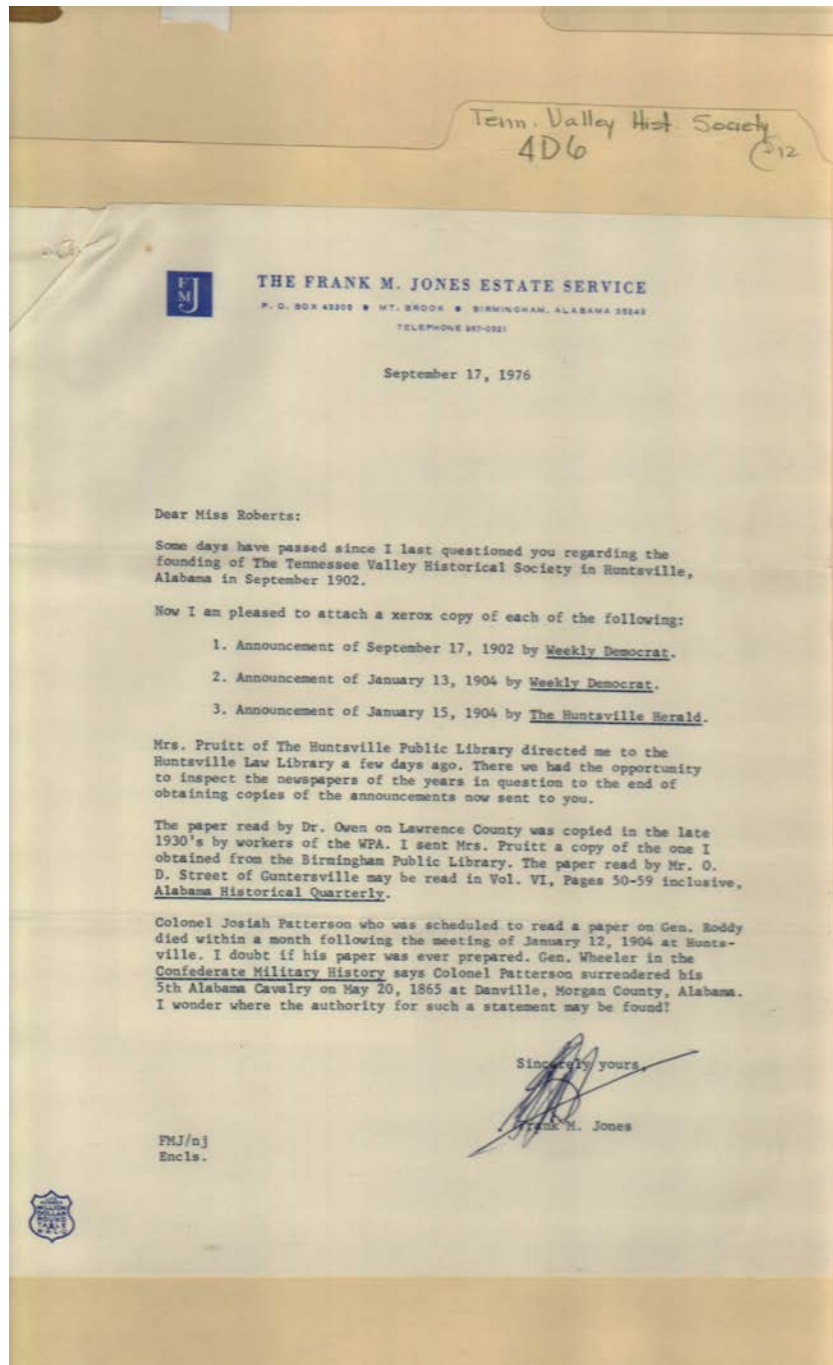 Tenn. Valley Hist. Society
4D6
FMJ
THE FRANK M. JONES ESTATE SERVICE
P. O. BOX 43305 ● MT. BROOK ● BIRMINGHAM, ALABAMA 35243
TELEPHONE
September 17, 1976
Dear Miss Roberts:
Some days have passed since I last questioned you regarding the
founding of The Tennessee Valley Historical Society in Huntsville,
Alabama in September 1902.
Now I am pleased to attach a xerox copy of each of the following:
1. Announcement of September 17, 1902 by Weekly Democrat.
2. Announcement of January 13, 1904 by Weekly Democrat.
3. Announcement of January 15, 1904 by The Huntsville Herald.
Mrs. Pruitt of The Huntsville Public Library directed me to the
Huntsville Law Library a few days ago. There we had the opportunity
to inspect the newspapers of the years in question to the end of
obtaining copies of the announcements now sent to you.
The paper read by Dr. Owen on Lawrence County was copied in the late
1930's by workers of the WPA. I sent Mrs. Pruitt a copy of the one I
obtained from the Birmingham Public Library. The paper read by Mr. O.
D. Street of Guntersville may be read in Vol. VI, Pages 50-59 inclusive,
Alabama Historical Quarterly.
Colonel Josiah Patterson who was scheduled to read a paper on Gen. Roddy
died within a month following the meeting of January 12, 1904 at Hunts-
ville. I doubt if his paper was ever prepared. Gen. Wheeler in the
Confederate Military History says Colonel Patterson surrendered his
5th Alabama Cavalry on May 20, 1865 at Danville, Morgan County, Alabama.
I wonder where the authority for such a statement may be found?
Sincerely yours,
Frank M. Jones
FMJ/nj
Encls.
MILLION
DOLLAR
ROUND
TABLE